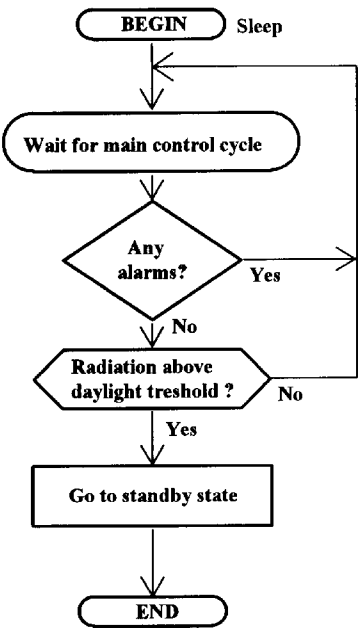 BEGIN Sleep
Wait for main control cycle
Any
alarms?
Yes
No
Radiation above
daylight treshold ?
No
Yes
Go to standby state
END